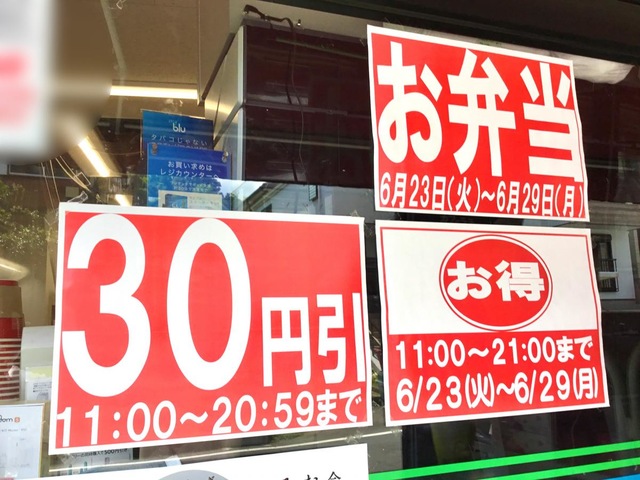 お弁当
6月23日(火)～6月29日(月)
blu
タバコじゃない
お買い求めは
レジカウンターへ
30円引
11:00～20:59まで
お得
11:00～21:00まで
6/23(火)～6/29(月)